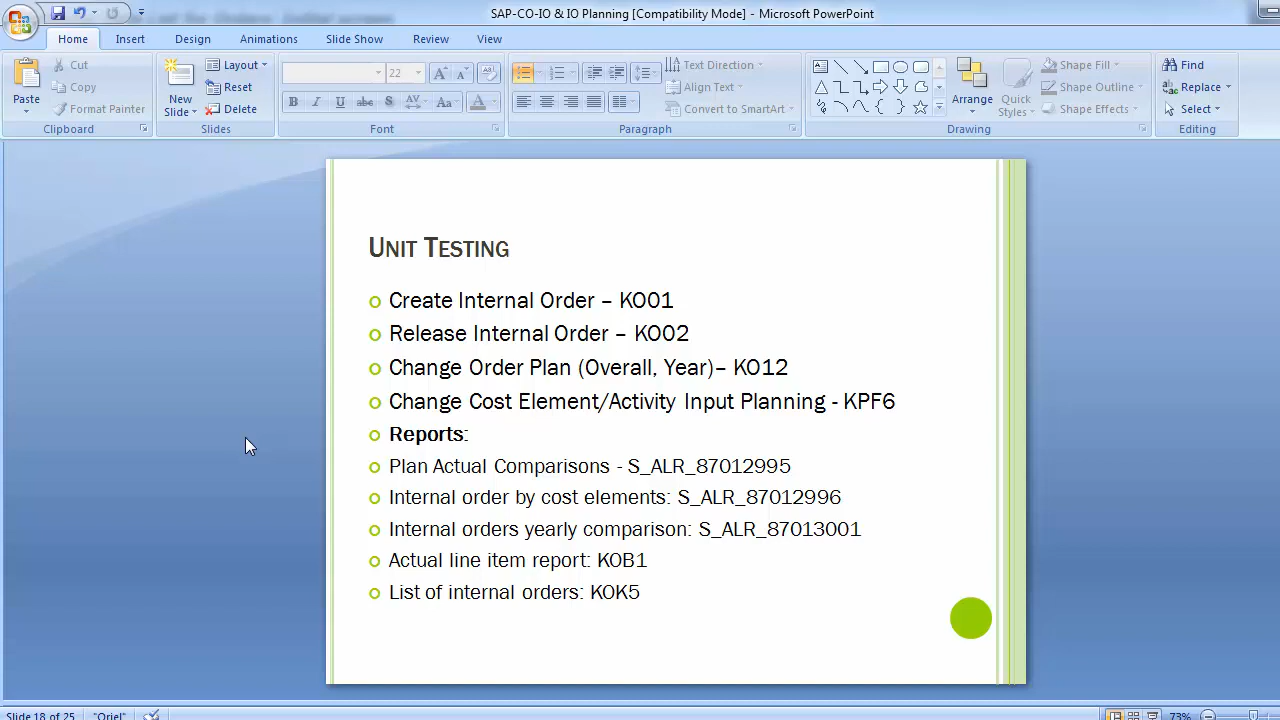 SAP-CO-IO & IO Planning [Compatibility Mode] - Microsoft PowerPoint
Home Insert Design Animations Slide Show Review View
Paste
Cut
Copy
Format Painter
Clipboard
New Slide
Layout
Reset
Delete
Slides
22
B I U abc S AV Aa A
Font
Text Direction
Align Text
Convert to SmartArt
Paragraph
Arrange
Quick Styles
Shape Fill
Shape Outline
Shape Effects
Drawing
Find
Replace
Select
Editing
UNIT TESTING
Create Internal Order – KO01
Release Internal Order – KO02
Change Order Plan (Overall, Year)– KO12
Change Cost Element/Activity Input Planning - KPF6
Reports:
Plan Actual Comparisons - S_ALR_87012995
Internal order by cost elements: S_ALR_87012996
Internal orders yearly comparison: S_ALR_87013001
Actual line item report: KOB1
List of internal orders: KOK5
Slide 18 of 25 "Oriel" 73%